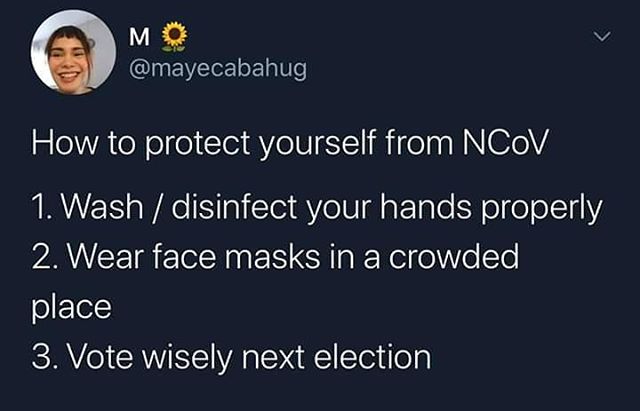 M 🌻
@mayecabahug
How to protect yourself from NCoV
1. Wash / disinfect your hands properly
2. Wear face masks in a crowded
place
3. Vote wisely next election